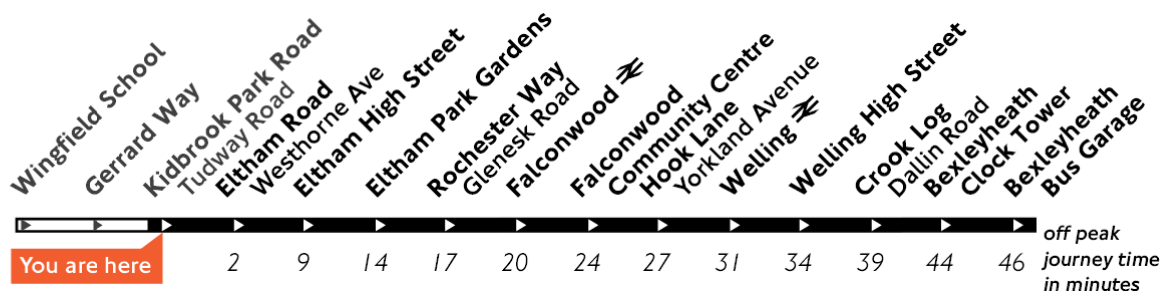 Wingfield School
Gerrard Way
Kidbrook Park Road
Tudway Road
Eltham Road
Westhorne Ave
Eltham High Street
Eltham Park Gardens
Rochester Way
Glenesk Road
Falconwood
Falconwood
Community Centre
Hook Lane
Yorkland Avenue
Welling
Welling High Street
Crook Log
Dallin Road
Bexleyheath
Clock Tower
Bexleyheath
Bus Garage
You are here
2 9 14 17 20 24 27 31 34 39 44 46
off peak
journey time
in minutes